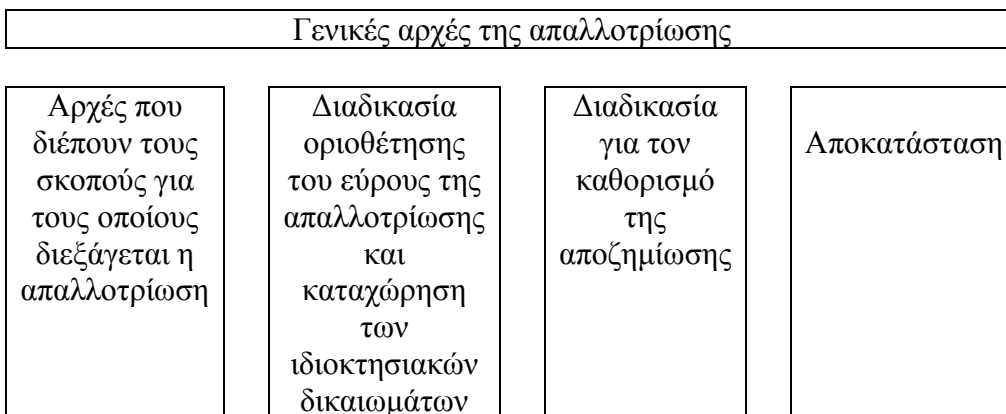 Γενικές αρχές της απαλλοτρίωσης
Αρχές που
διέπουν τους
σκοπούς για
τους οποίους
διεξάγεται η
απαλλοτρίωση
Διαδικασία
οριοθέτησης
του εύρους της
απαλλοτρίωσης
και
καταχώρηση
των
ιδιοκτησιακών
δικαιωμάτων
Διαδικασία
για τον
καθορισμό
της
αποζημίωσης
Αποκατάσταση